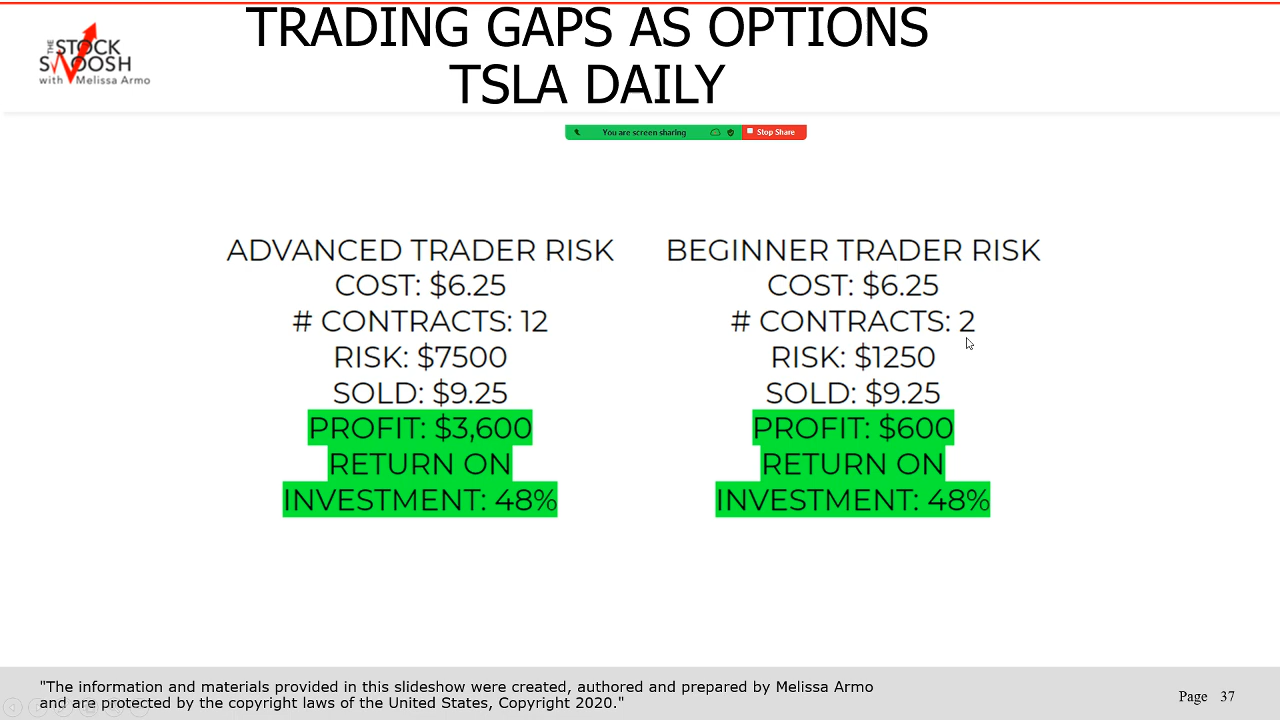 TRADING GAPS AS OPTIONS
TSLA DAILY
THE
STOCK
SWOOSH
with Melissa Armo
You are screen sharing
Stop Share
ADVANCED TRADER RISK
COST: $6.25
# CONTRACTS: 12
RISK: $7500
SOLD: $9.25
PROFIT: $3,600
RETURN ON
INVESTMENT: 48%
BEGINNER TRADER RISK
COST: $6.25
# CONTRACTS: 2
RISK: $1250
SOLD: $9.25
PROFIT: $600
RETURN ON
INVESTMENT: 48%
"The information and materials provided in this slideshow were created, authored and prepared by Melissa Armo
and are protected by the copyright laws of the United States, Copyright 2020."
Page 37